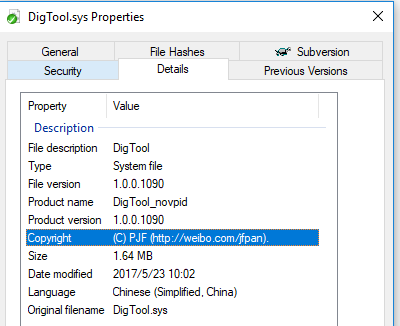 DigTool.sys Properties
General File Hashes Subversion
Security Details Previous Versions
Property Value
Description
File description DigTool
Type System file
File version 1.0.0.1090
Product name DigTool_novpid
Product version 1.0.0.1090
Copyright (C) PJF (http://weibo.com/jfpan).
Size 1.64 MB
Date modified 2017/5/23 10:02
Language Chinese (Simplified, China)
Original filename DigTool.sys